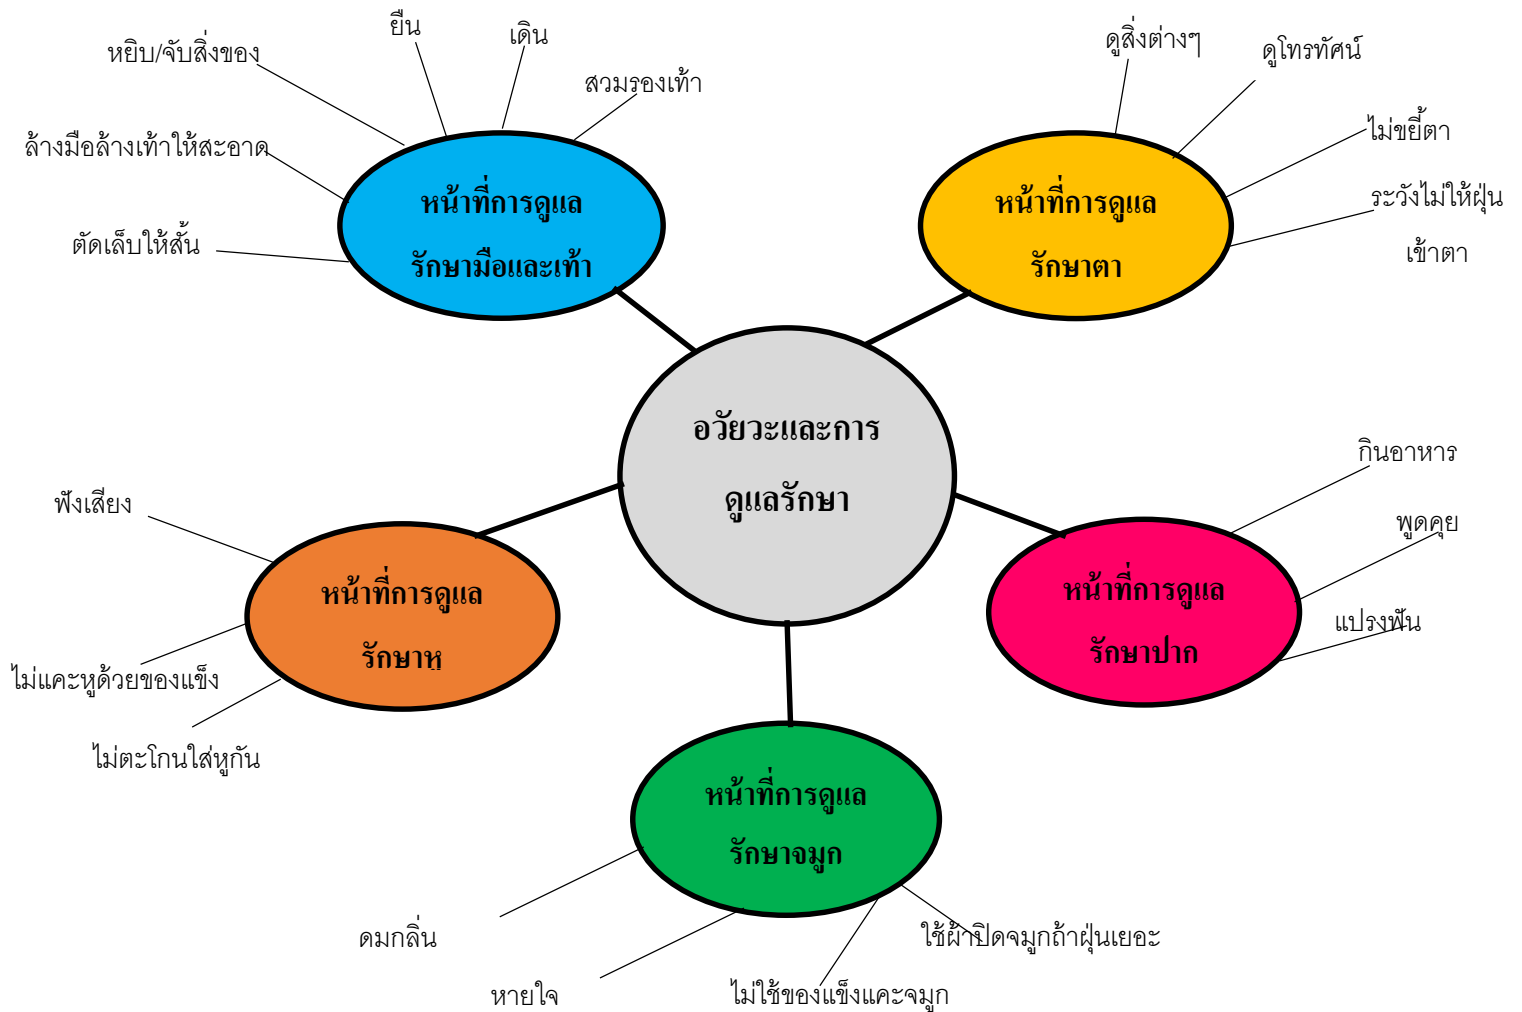 ยืน
เดิน
หยิบ/จับสิ่งของ
สวมรองเท้า
ล้างมือล้างเท้าให้สะอาด
ตัดเล็บให้สั้น
หน้าที่การดูแล
รักษามือและเท้า
ดูสิ่งต่างๆ
ดูโทรทัศน์
ไม่ขยี้ตา
ระวังไม่ให้ฝุ่น
เข้าตา
หน้าที่การดูแล
รักษาตา
อวัยวะและการ
ดูแลรักษา
ฟังเสียง
หน้าที่การดูแล
รักษาหู
ไม่แคะหูด้วยของแข็ง
ไม่ตะโกนใส่หูกัน
กินอาหาร
พูดคุย
แปรงฟัน
หน้าที่การดูแล
รักษาปาก
หน้าที่การดูแล
รักษาจมูก
ดมกลิ่น
หายใจ
ไม่ใช้ของแข็งแคะจมูก
ใช้ผ้าปิดจมูกถ้าฝุ่นเยอะ